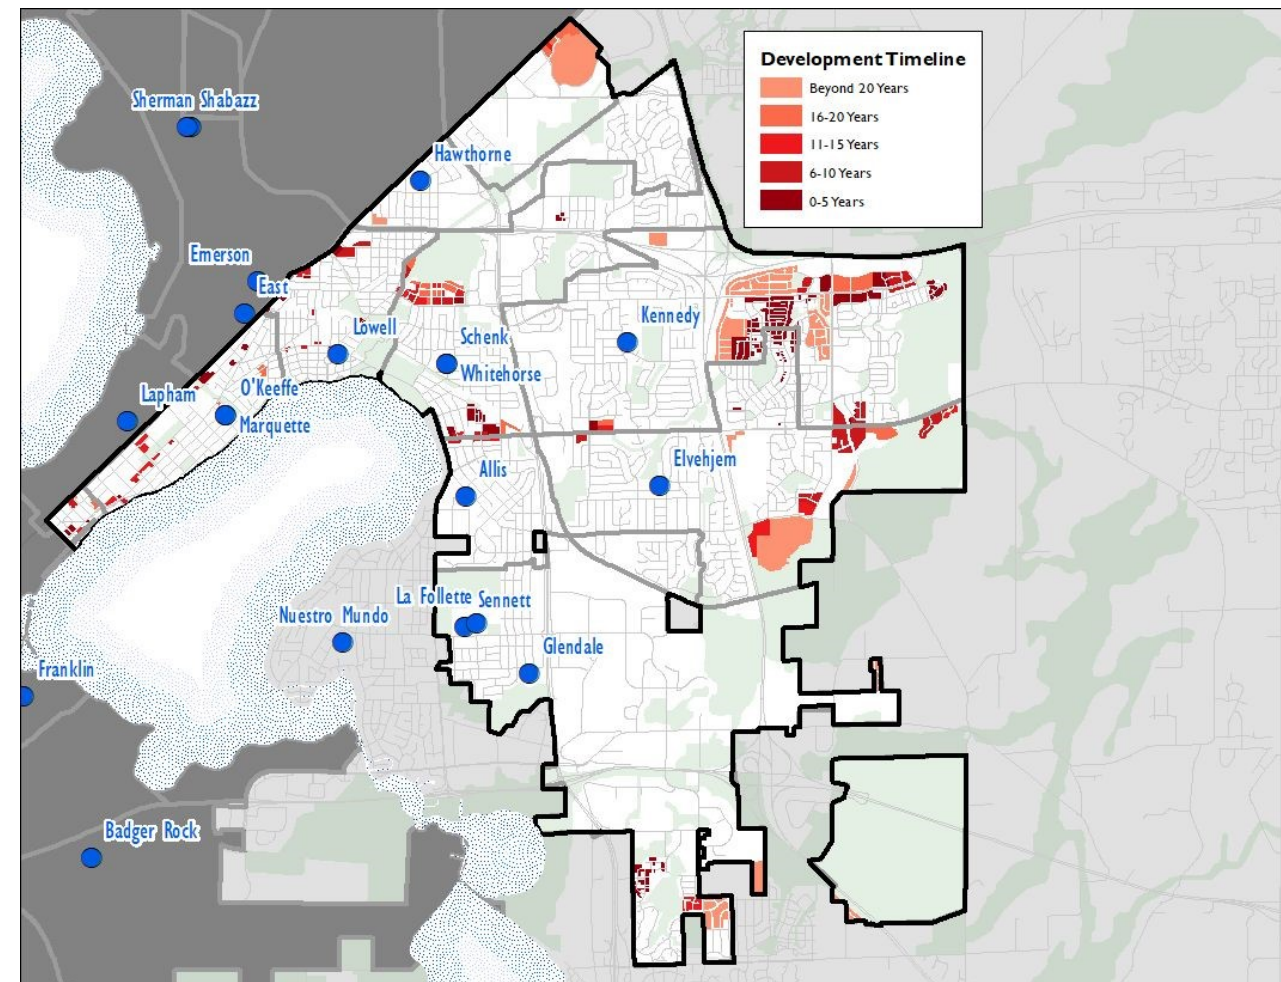 Development Timeline
Beyond 20 Years
16-20 Years
11-15 Years
6-10 Years
0-5 Years
Sherman Shabazz
Hawthorne
Emerson
East
Lowell
Schenk
Whitehorse
Kennedy
Lapham
O'Keeffe
Marquette
Allis
Elvehjem
Nuestro Mundo
La Follette
Sennett
Glendale
Franklin
Badger Rock